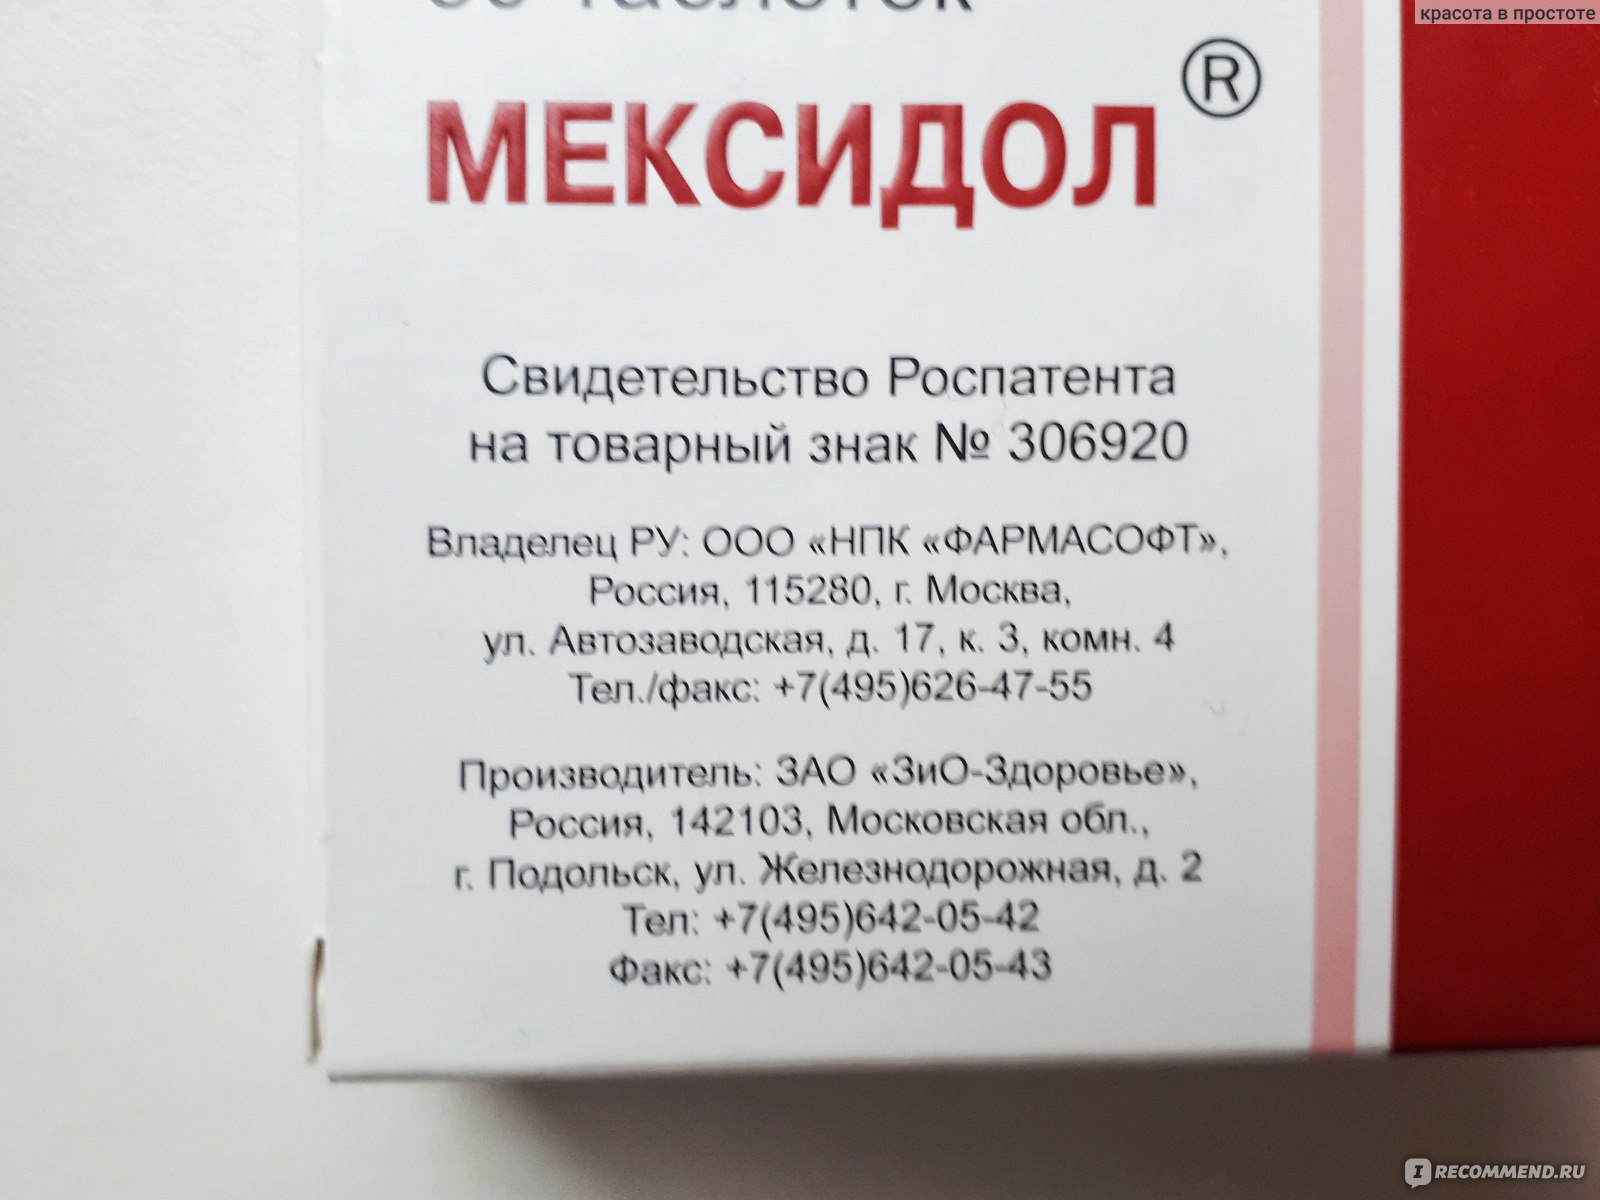 красота в простоте
таблеток
МЕКСИДОЛ®
Свидетельство Роспатента
на товарный знак № 306920
Владелец РУ: ООО «НПК «ФАРМАСОФТ»,
Россия, 115280, г. Москва,
ул. Автозаводская, д. 17, к. 3, комн. 4
Тел./факс: +7(495)626-47-55
Производитель: ЗАО «ЗиО-Здоровье»,
Россия, 142103, Московская обл.,
г. Подольск, ул. Железнодорожная, д. 2
Тел: +7(495)642-05-42
Факс: +7(495)642-05-43
IRECOMMEND.RU